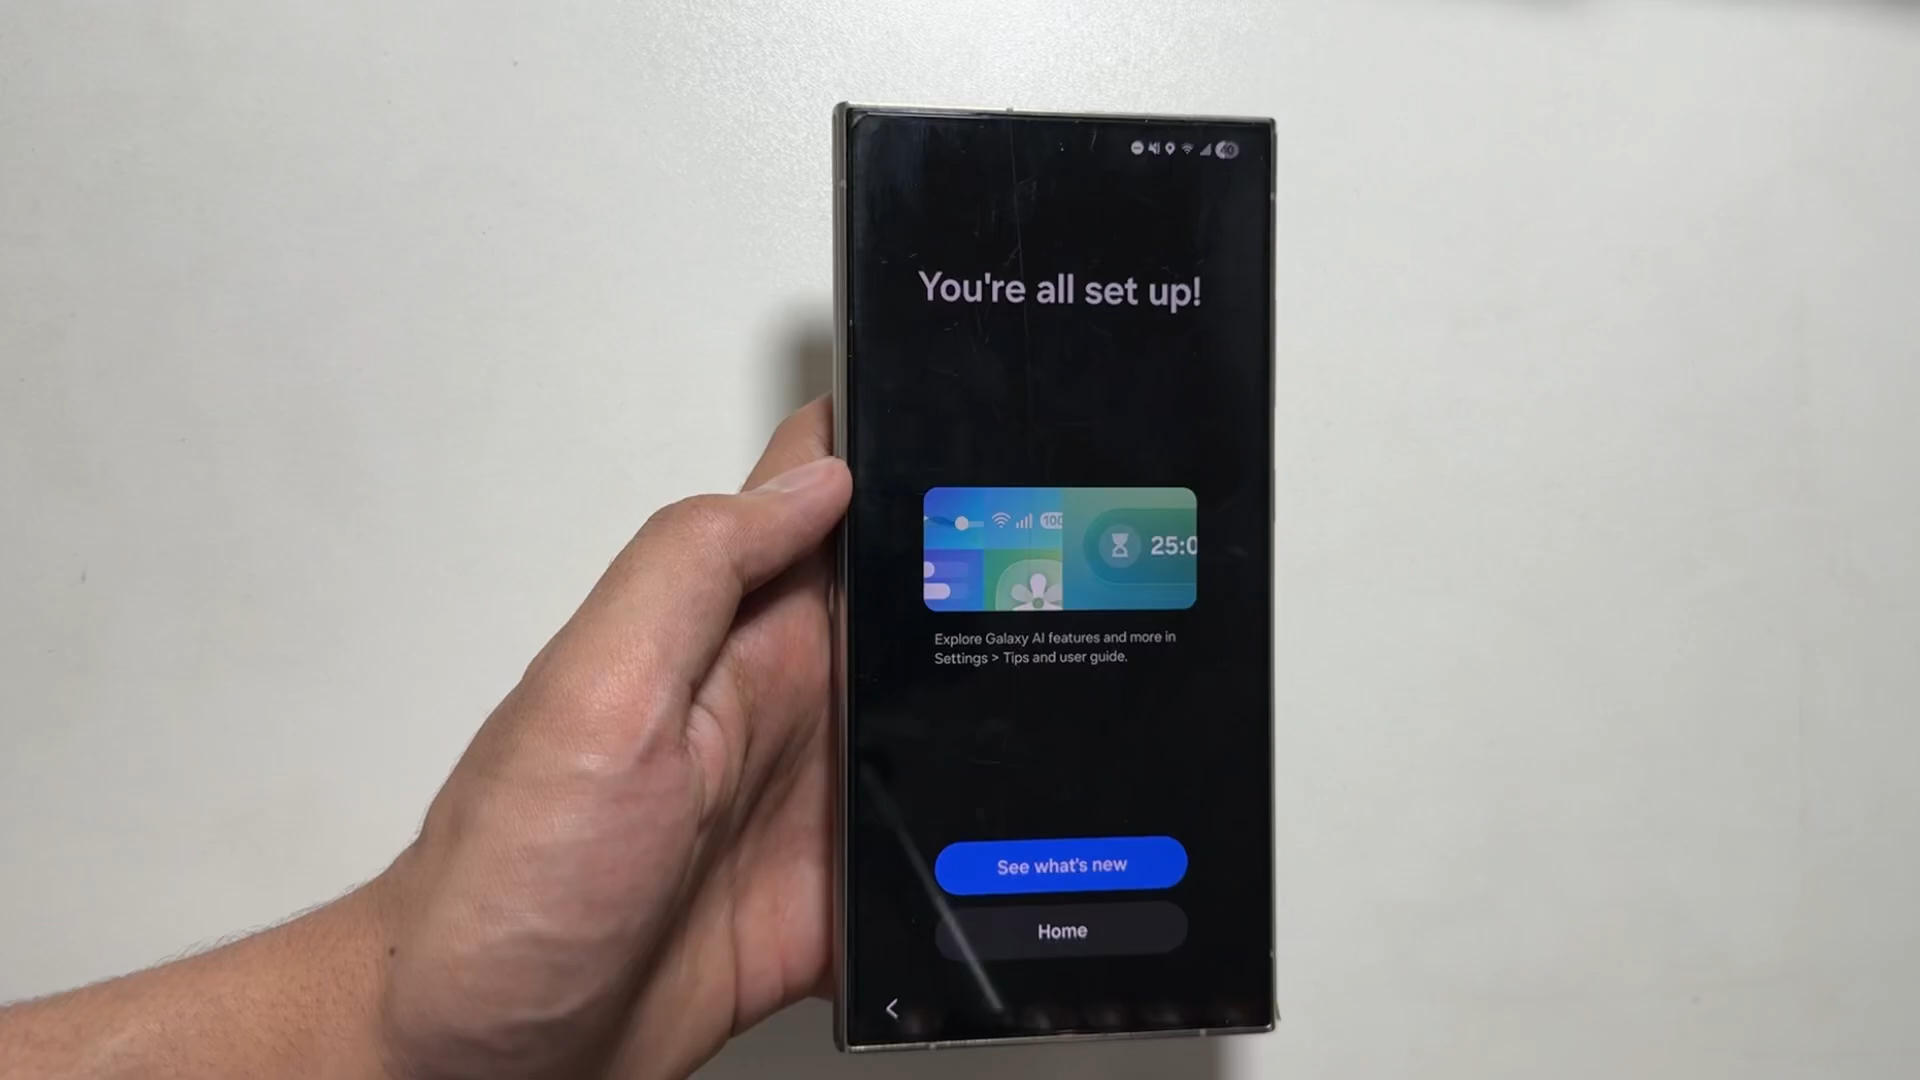 You're all set up!
100
25:0
Explore Galaxy AI features and more in
Settings > Tips and user guide.
See what's new
Home